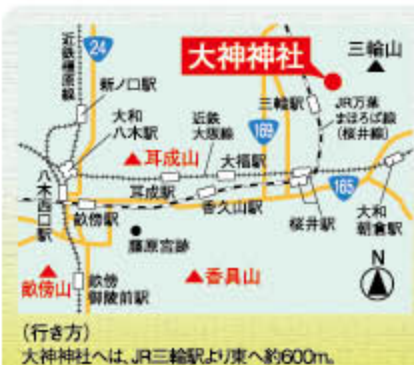 近鉄橿原線
24
大神神社
三輪山
新ノ口駅
三輪駅
JR万葉
まほろば線
(桜井線)
大和
八木駅
近鉄
大阪線
169
耳成山
大福駅
165
八木西口駅
耳成駅
香久山駅
畝傍駅
桜井駅
大和
朝倉駅
藤原宮跡
N
畝傍山
畝傍
御陵前駅
香具山
(行き方)
大神神社へは、JR三輪駅より東へ約600m。